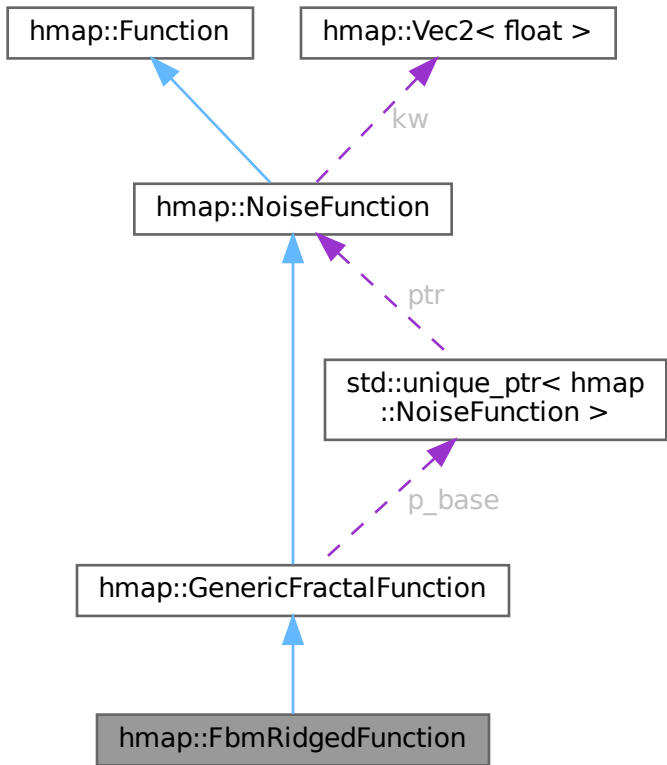 hmap::Function
hmap::Vec2< float >
kw
hmap::NoiseFunction
ptr
std::unique_ptr< hmap
::NoiseFunction >
p_base
hmap::GenericFractalFunction
hmap::FbmRidgedFunction